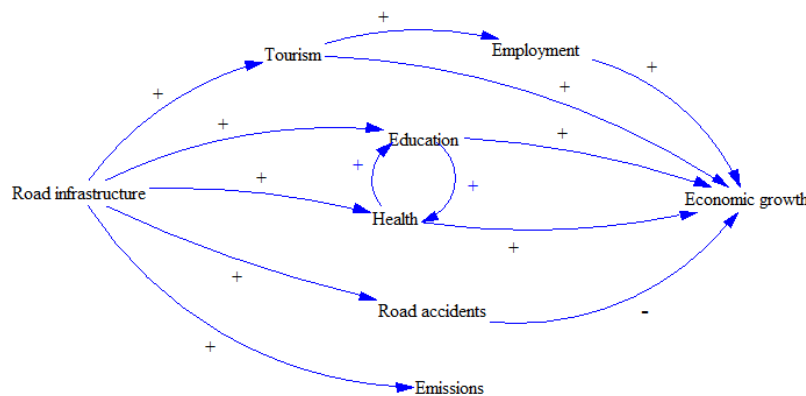 +
Tourism
Employment
+
+
+
+
Education
+
+
+
Road infrastructure
+
Economic growth
Health
+
+
Road accidents
-
+
Emissions